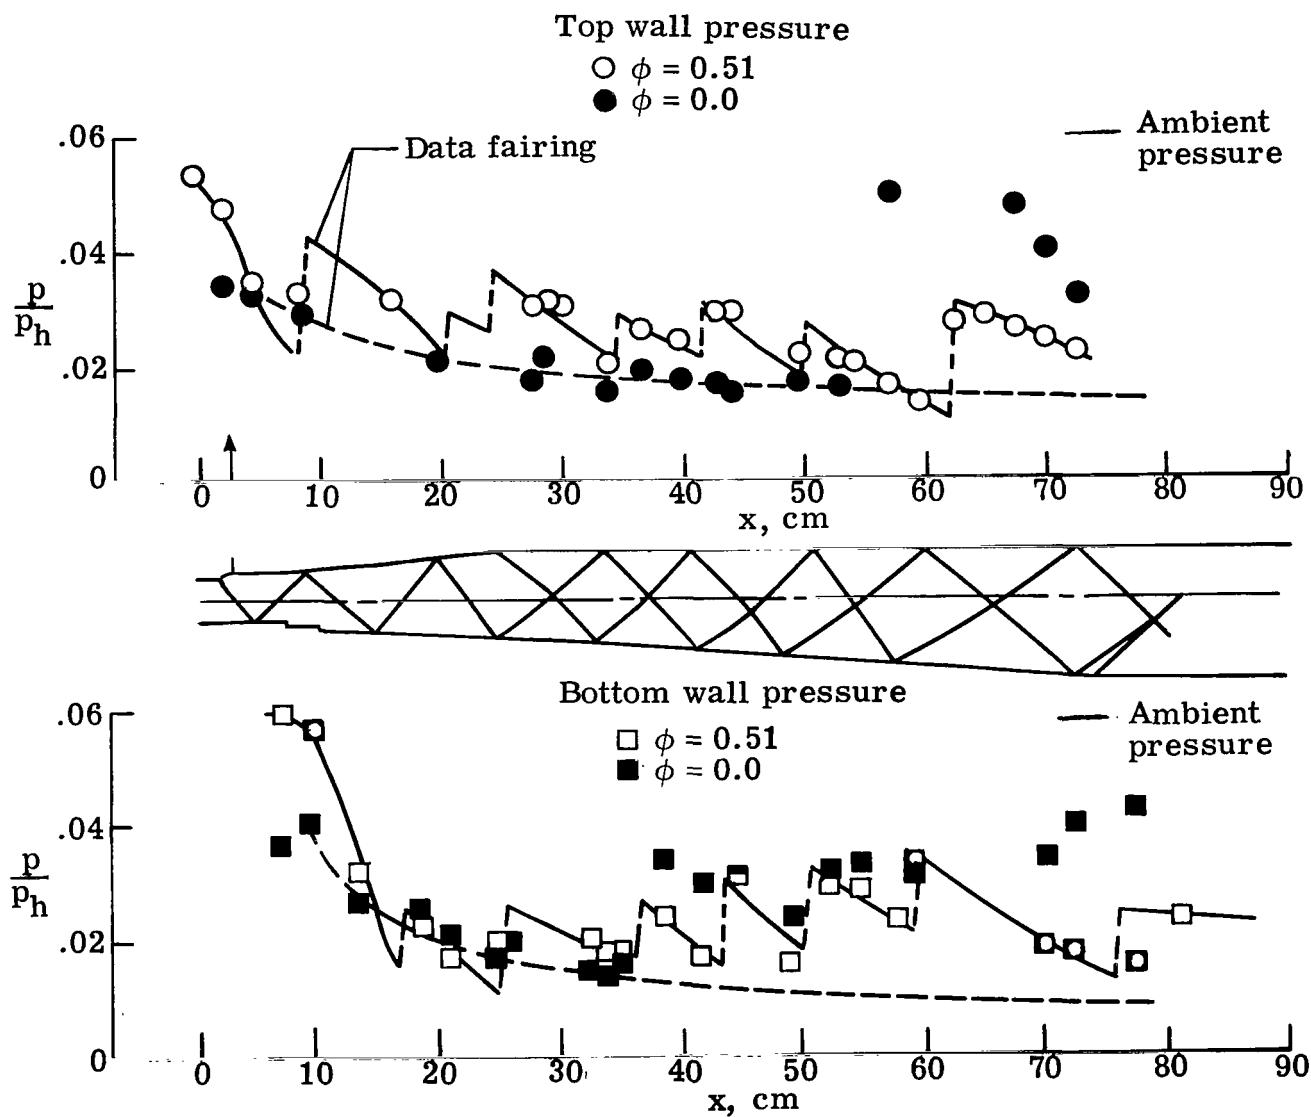 Top wall pressure
ϕ = 0.51
ϕ = 0.0
Ambient
pressure
Data fairing
.06
.04
.02
0
p
p_h
0 10 20 30 40 50 60 70 80 90
x, cm
Bottom wall pressure
ϕ = 0.51
ϕ = 0.0
Ambient
pressure
.06
.04
.02
0
p
p_h
0 10 20 30 40 50 60 70 80 90
x, cm